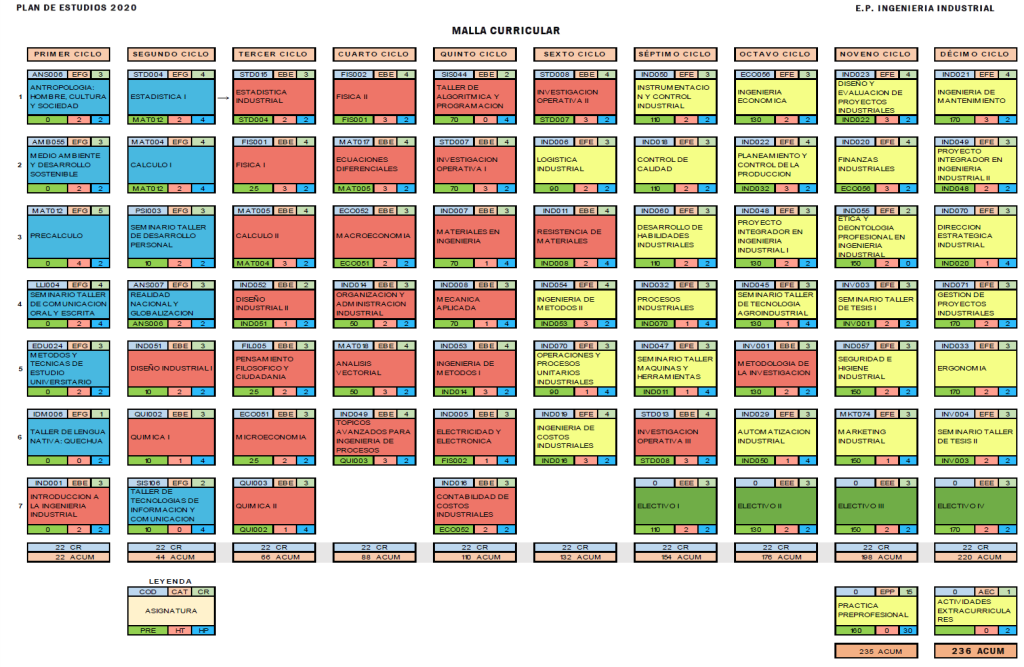 PLAN DE ESTUDIOS 2020
E.P. INGENIERIA INDUSTRIAL
MALLA CURRICULAR
PRIMER CICLO
SEGUNDO CICLO
TERCER CICLO
CUARTO CICLO
QUINTO CICLO
SEXTO CICLO
SÉPTIMO CICLO
OCTAVO CICLO
NOVENO CICLO
DÉCIMO CICLO
1
ANS006 EFG 3
ANTROPOLOGIA:
HOMBRE, CULTURA
Y SOCIEDAD
0 2 2
STD004 EFG 4
ESTADISTICA I
MAT012 2 4
→
STD015 EBE 3
ESTADISTICA
INDUSTRIAL
STD004 2 2
FIS002 EBE 4
FISICA II
FIS001 3 2
SIS044 EBE 2
TALLER DE
ALGORITMICA Y
PROGRAMACION
70 0 4
STD008 EBE 4
INVESTIGACION
OPERATIVA II
STD007 3 2
IND050 EFE 3
INSTRUMENTACIO
N Y CONTROL
INDUSTRIAL
110 2 2
ECO056 EFE 3
INGENIERIA
ECONOMICA
130 2 2
IND023 EFE 4
DISEÑO Y
EVALUACION DE
PROYECTOS
INDUSTRIALES
IND022 3 2
IND021 EFE 4
INGENIERIA DE
MANTENIMIENTO
170 3 2
2
AMB055 EFG 3
MEDIO AMBIENTE
Y DESARROLLO
SOSTENIBLE
0 2 2
MAT004 EFG 4
CALCULO I
MAT012 2 4
FIS001 EBE 4
FISICA I
25 3 2
MAT017 EBE 4
ECUACIONES
DIFERENCIALES
MAT005 3 2
STD007 EBE 4
INVESTIGACION
OPERATIVA I
70 3 2
IND006 EFE 3
LOGISTICA
INDUSTRIAL
90 2 2
IND018 EFE 3
CONTROL DE
CALIDAD
110 2 2
IND022 EFE 4
PLANEAMIENTO Y
CONTROL DE LA
PRODUCCION
IND032 3 2
IND020 EFE 4
FINANZAS
INDUSTRIALES
ECO056 3 2
IND049 EFE 3
PROYECTO
INTEGRADOR EN
INGENIERIA
INDUSTRIAL II
IND048 2 2
3
MAT012 EFG 5
PRECALCULO
0 4 2
PSI003 EFG 3
SEMINARIO TALLER
DE DESARROLLO
PERSONAL
10 2 2
MAT005 EBE 4
CALCULO II
MAT004 3 2
ECO052 EBE 3
MACROECONOMIA
ECO051 2 2
IND007 EBE 3
MATERIALES EN
INGENIERIA
70 1 4
IND011 EBE 4
RESISTENCIA DE
MATERIALES
IND008 2 4
IND060 EFE 3
DESARROLLO DE
HABILIDADES
INDUSTRIALES
110 2 2
IND048 EFE 3
PROYECTO
INTEGRADOR EN
INGENIERIA
INDUSTRIAL I
130 2 2
IND055 EFE 2
ETICA Y
DEONTOLOGIA
PROFESIONAL EN
INGENIERIA
INDUSTRIAL
150 2 0
IND070 EFE 3
DIRECCION
ESTRATEGICA
INDUSTRIAL
IND020 1 4
4
LLI004 EFG 4
SEMINARIO TALLER
DE COMUNICACION
ORAL Y ESCRITA
0 2 4
ANS007 EFG 3
REALIDAD
NACIONAL Y
GLOBALIZACION
ANS006 2 2
IND052 EBE 2
DISEÑO
INDUSTRIAL II
IND051 1 2
IND014 EBE 3
ORGANIZACION Y
ADMINISTRACION
INDUSTRIAL
50 2 2
IND008 EBE 3
MECANICA
APLICADA
70 1 4
IND054 EFE 4
INGENIERIA DE
METODOS II
IND053 3 2
IND032 EFE 3
PROCESOS
INDUSTRIALES
IND070 1 4
IND045 EFE 3
SEMINARIO TALLER
DE TECNOLOGIA
AGROINDUSTRIAL
130 1 4
INV003 EFE 3
SEMINARIO TALLER
DE TESIS I
INV001 2 2
IND071 EFE 3
GESTION DE
PROYECTOS
INDUSTRIALES
170 2 2
5
EDU024 EFG 3
METODOS Y
TECNICAS DE
ESTUDIO
UNIVERSITARIO
0 2 2
IND051 EBE 3
DISEÑO INDUSTRIAL I
10 2 2
FIL005 EBE 3
PENSAMIENTO
FILOSOFICO Y
CIUDADANIA
25 2 2
MAT018 EBE 4
ANALISIS
VECTORIAL
50 3 2
IND053 EBE 4
INGENIERIA DE
METODOS I
IND014 3 2
IND070 EFE 3
OPERACIONES Y
PROCESOS
UNITARIOS
INDUSTRIALES
90 1 4
IND047 EFE 3
SEMINARIO TALLER
MAQUINAS Y
HERRAMIENTAS
IND011 1 4
INV001 EBE 3
METODOLOGIA DE
LA INVESTIGACION
130 2 2
IND057 EFE 3
SEGURIDAD E
HIGIENE
INDUSTRIAL
150 2 2
IND033 EFE 3
ERGONOMIA
170 2 2
6
IDM006 EFG 1
TALLER DE LENGUA
NATIVA: QUECHUA
0 0 2
QUI002 EBE 3
QUIMICA I
10 1 4
ECO051 EBE 3
MICROECONOMIA
25 2 2
IND049 EBE 4
TOPICOS
AVANZADOS PARA
INGENIERIA DE
PROCESOS
QUI003 3 2
IND005 EBE 3
ELECTRICIDAD Y
ELECTRONICA
FIS002 1 4
IND019 EFE 4
INGENIERIA DE
COSTOS
INDUSTRIALES
IND016 3 2
STD013 EBE 4
INVESTIGACION
OPERATIVA III
STD008 3 2
IND029 EFE 3
AUTOMATIZACION
INDUSTRIAL
IND050 1 4
MKT074 EFE 3
MARKETING
INDUSTRIAL
150 1 4
INV004 EFE 3
SEMINARIO TALLER
DE TESIS II
INV003 2 2
7
IND001 EBE 3
INTRODUCCION A
LA INGENIERIA
INDUSTRIAL
0 2 2
SIS106 EFG 2
TALLER DE
TECNOLOGIAS DE
INFORMACION Y
COMUNICACION
10 0 4
QUI003 EBE 3
QUIMICA II
QUI002 1 4
IND016 EBE 3
CONTABILIDAD DE
COSTOS
INDUSTRIALES
ECO052 2 2
0 EEE 3
ELECTIVO I
110 2 2
0 EEE 3
ELECTIVO II
130 2 2
0 EEE 3
ELECTIVO III
150 2 2
0 EEE 3
ELECTIVO IV
170 2 2
22 CR
22 ACUM
22 CR
44 ACUM
22 CR
66 ACUM
22 CR
88 ACUM
22 CR
110 ACUM
22 CR
132 ACUM
22 CR
154 ACUM
22 CR
176 ACUM
22 CR
198 ACUM
22 CR
220 ACUM
LEYENDA
COD CAT CR
ASIGNATURA
PRE HT HP
0 EPP 15
PRACTICA
PREPROFESIONAL
160 0 30
235 ACUM
0 AEC 1
ACTIVIDADES
EXTRACURRICULA
RES
0 2
236 ACUM